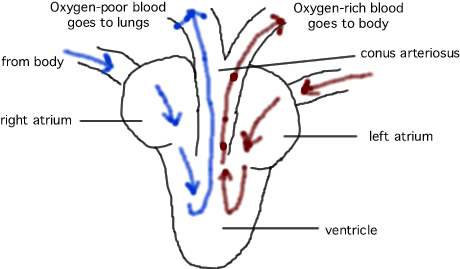 Oxygen-poor blood
goes to lungs
Oxygen-rich blood
goes to body
conus arteriosus
from body
right atrium
left atrium
ventricle